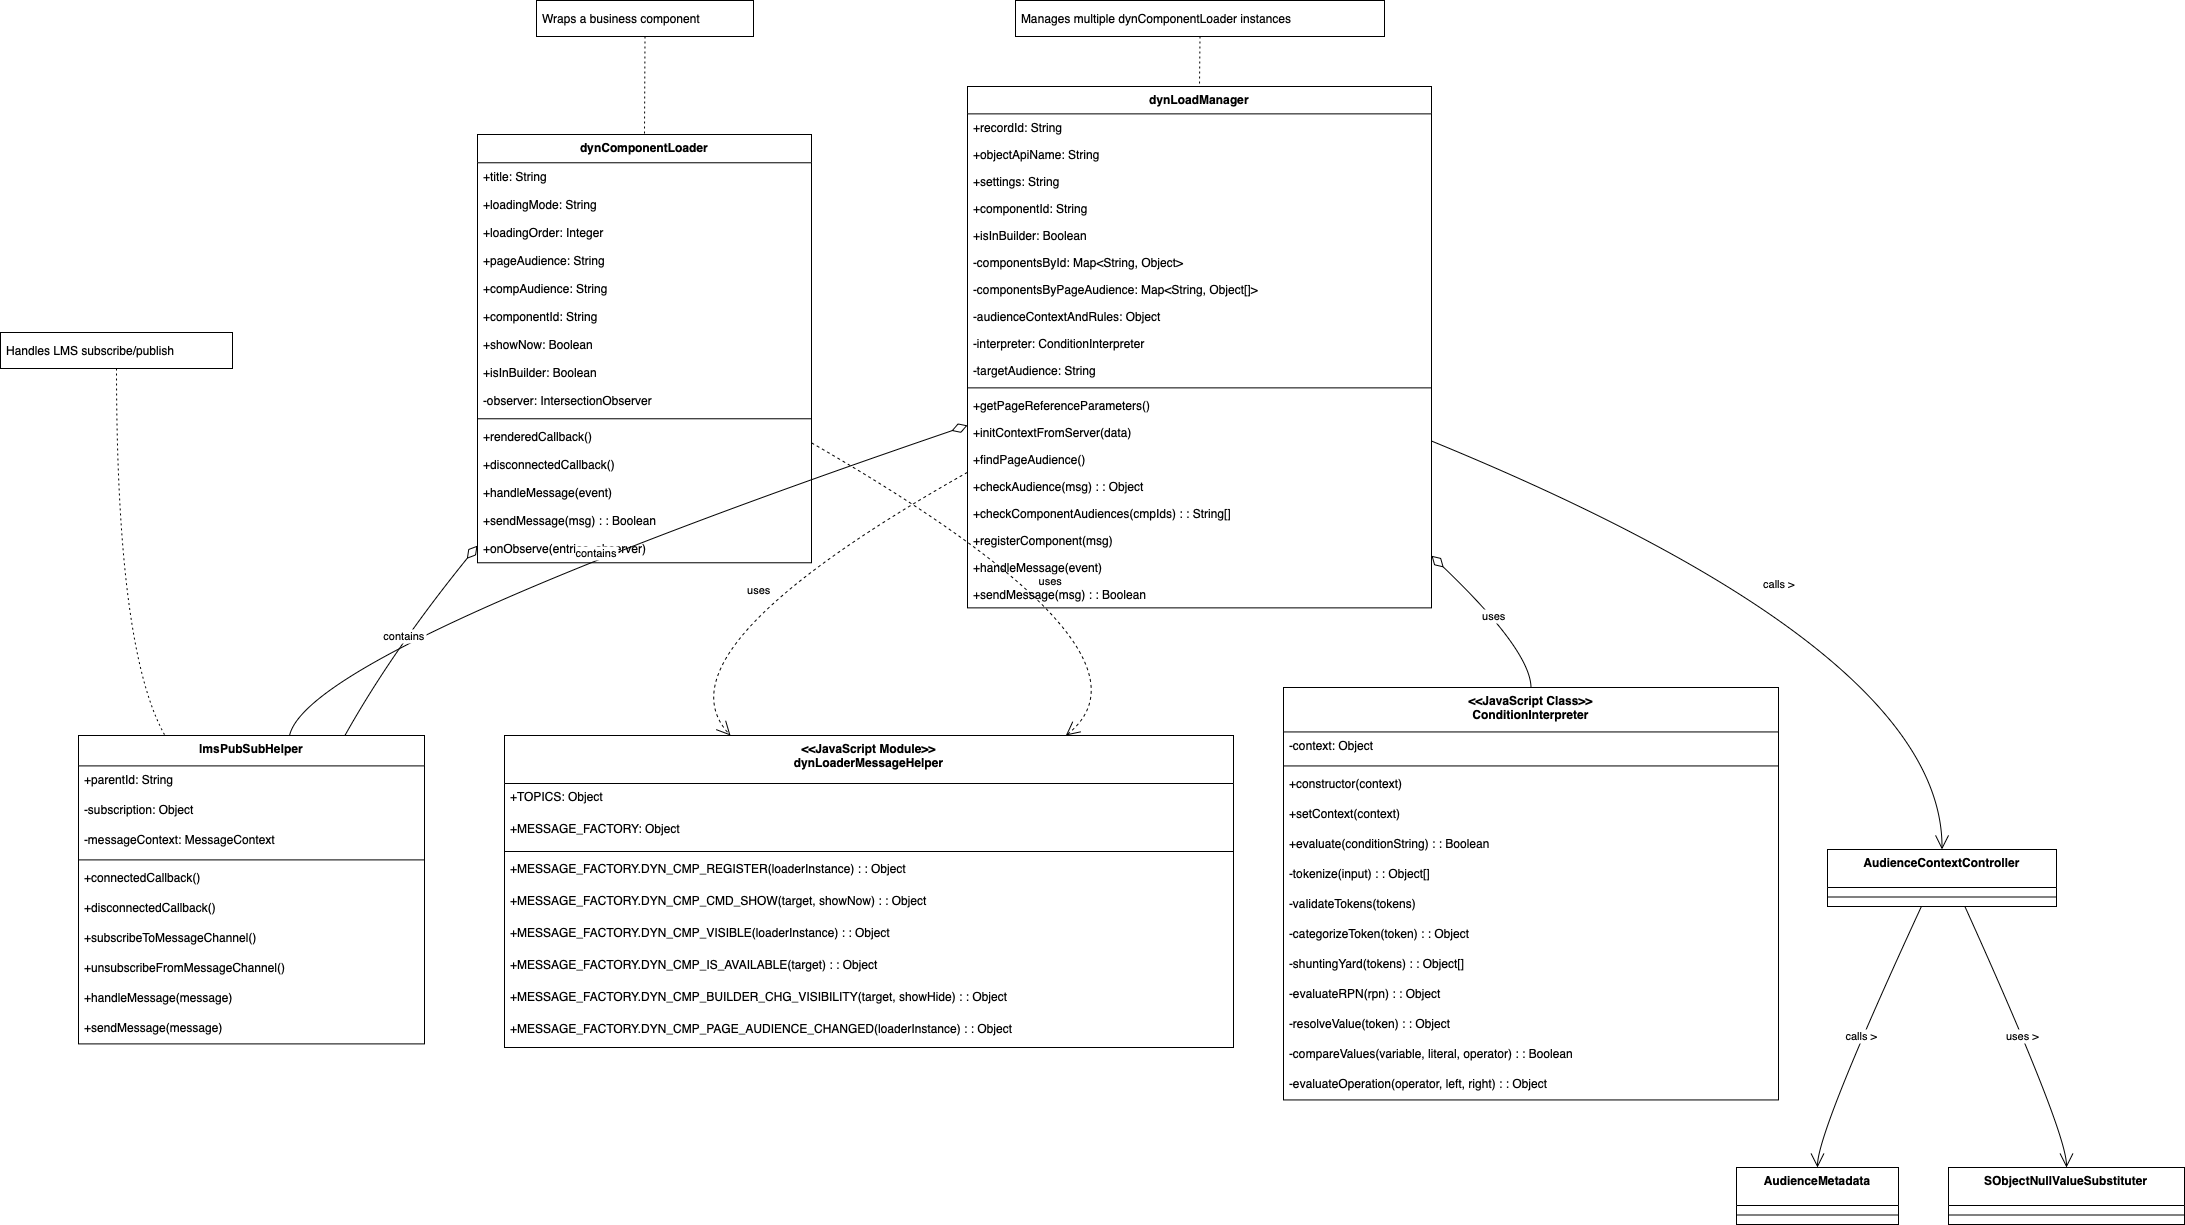 Wraps a business component
Manages multiple dynComponentLoader instances
Handles LMS subscribe/publish
dynComponentLoader
+title: String
+loadingMode: String
+loadingOrder: Integer
+pageAudience: String
+compAudience: String
+componentId: String
+showNow: Boolean
+isInBuilder: Boolean
-observer: IntersectionObserver
+renderedCallback()
+disconnectedCallback()
+handleMessage(event)
+sendMessage(msg) : : Boolean
+onObserve(entries, observer)
dynLoadManager
+recordId: String
+objectApiName: String
+settings: String
+componentId: String
+isInBuilder: Boolean
-componentsById: Map<String, Object>
-componentsByPageAudience: Map<String, Object[]>
-audienceContextAndRules: Object
-interpreter: ConditionInterpreter
-targetAudience: String
+getPageReferenceParameters()
+initContextFromServer(data)
+findPageAudience()
+checkAudience(msg) : : Object
+checkComponentAudiences(cmpIds) : : String[]
+registerComponent(msg)
+handleMessage(event)
+sendMessage(msg) : : Boolean
contains
contains
uses
uses
uses
calls >
lmsPubSubHelper
+parentId: String
-subscription: Object
-messageContext: MessageContext
+connectedCallback()
+disconnectedCallback()
+subscribeToMessageChannel()
+unsubscribeFromMessageChannel()
+handleMessage(message)
+sendMessage(message)
<<JavaScript Module>>
dynLoaderMessageHelper
+TOPICS: Object
+MESSAGE_FACTORY: Object
+MESSAGE_FACTORY.DYN_CMP_REGISTER(loaderInstance) : : Object
+MESSAGE_FACTORY.DYN_CMP_CMD_SHOW(target, showNow) : : Object
+MESSAGE_FACTORY.DYN_CMP_VISIBLE(loaderInstance) : : Object
+MESSAGE_FACTORY.DYN_CMP_IS_AVAILABLE(target) : : Object
+MESSAGE_FACTORY.DYN_CMP_BUILDER_CHG_VISIBILITY(target, showHide) : : Object
+MESSAGE_FACTORY.DYN_CMP_PAGE_AUDIENCE_CHANGED(loaderInstance) : : Object
<<JavaScript Class>>
ConditionInterpreter
-context: Object
+constructor(context)
+setContext(context)
+evaluate(conditionString) : : Boolean
-tokenize(input) : : Object[]
-validateTokens(tokens)
-categorizeToken(token) : : Object
-shuntingYard(tokens) : : Object[]
-evaluateRPN(rpn) : : Object
-resolveValue(token) : : Object
-compareValues(variable, literal, operator) : : Boolean
-evaluateOperation(operator, left, right) : : Object
AudienceContextController
calls >
uses >
AudienceMetadata
SObjectNullValueSubstituter